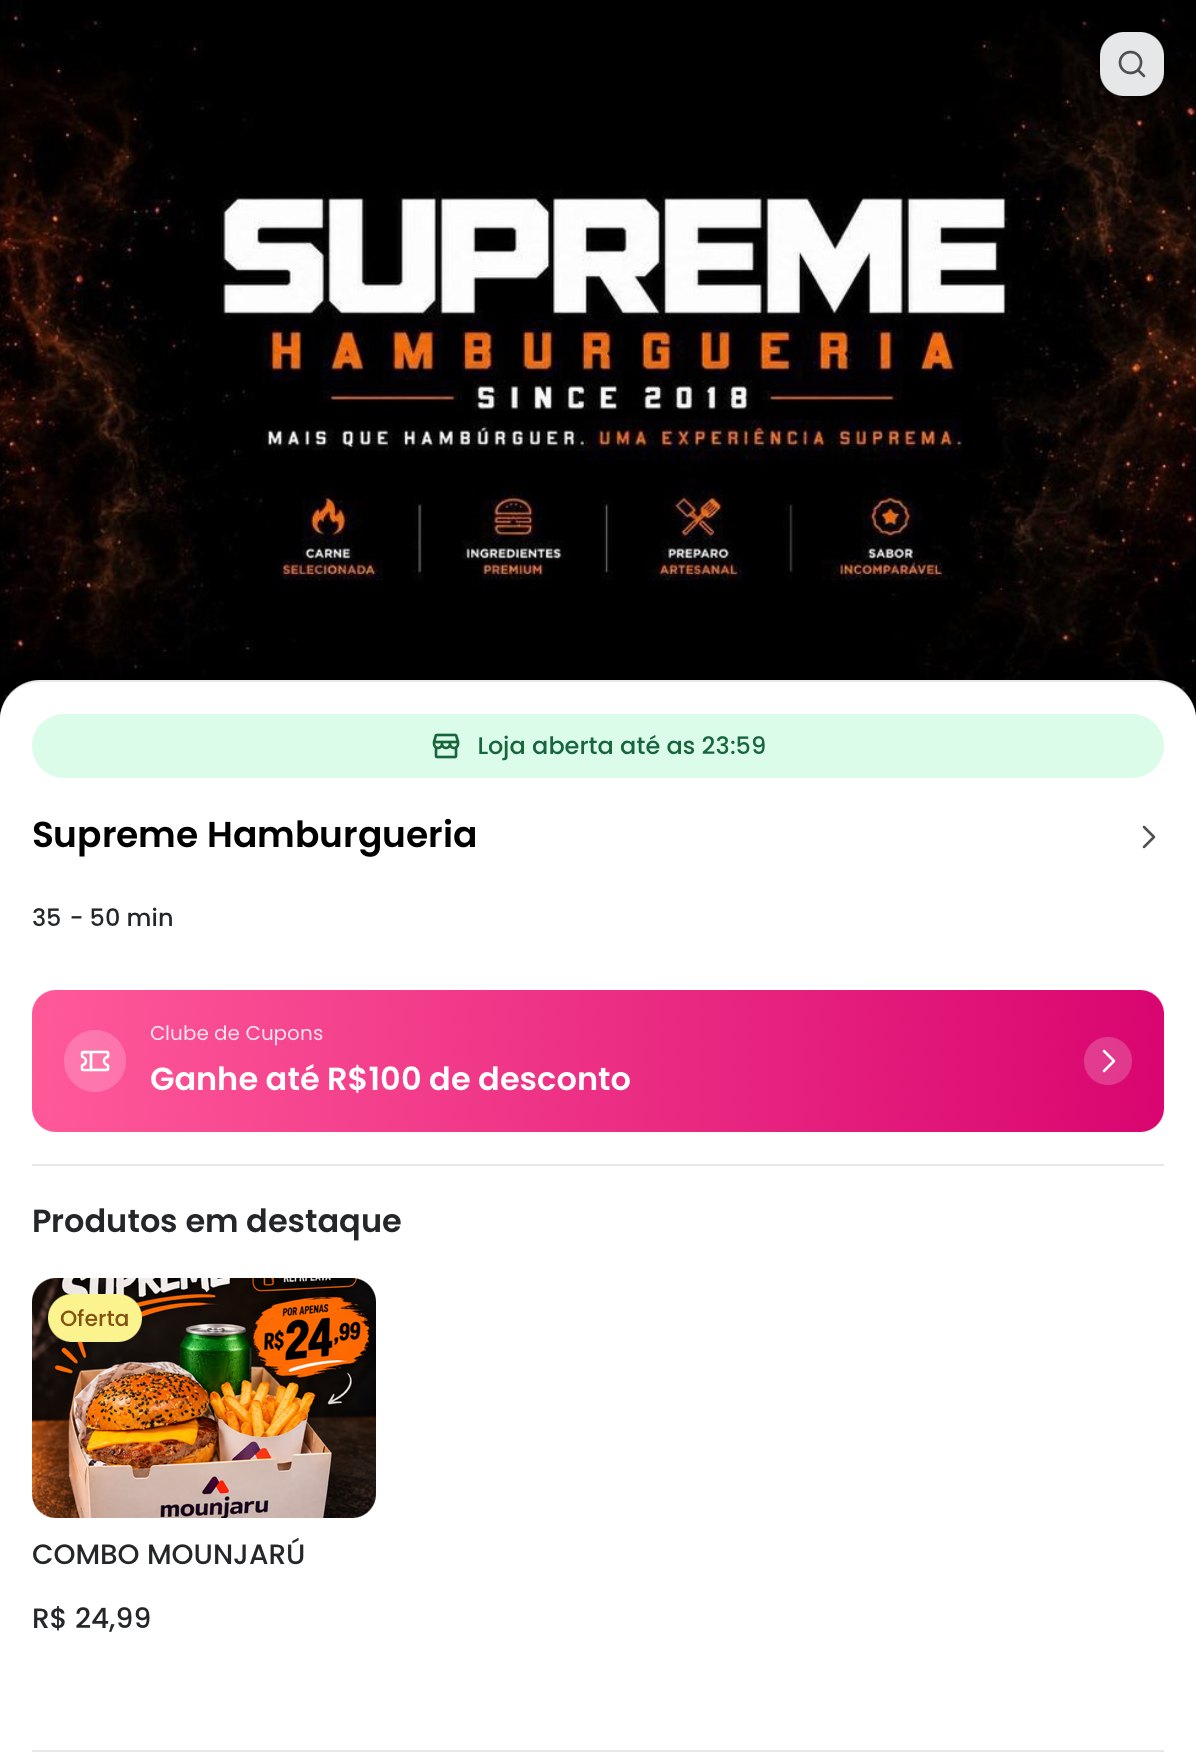 SUPREME
HAMBURGUERIA
SINCE 2018
MAIS QUE HAMBÚRGUER. UMA EXPERIÊNCIA SUPREMA.
CARNE
SELECIONADA
INGREDIENTES
PREMIUM
PREPARO
ARTESANAL
SABOR
INCOMPARÁVEL
Loja aberta até as 23:59
Supreme Hamburgueria
35 - 50 min
Clube de Cupons
Ganhe até R$100 de desconto
Produtos em destaque
SUPREME
Oferta
POR APENAS
R$24,99
mounjaru
COMBO MOUNJARÚ
R$ 24,99